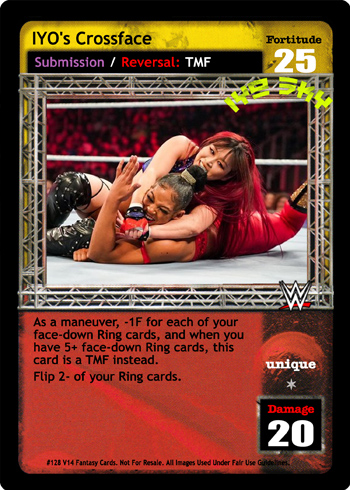 IYO's Crossface
Fortitude
25
Submission / Reversal: TMF
IYO SKY
W
As a maneuver, -1F for each of your
face-down Ring cards, and when you
have 5+ face-down Ring cards, this
card is a TMF instead.
Flip 2- of your Ring cards.
unique
Damage
20
#128 V14 Fantasy Cards. Not For Resale. All Images Used Under Fair Use Guidelines.